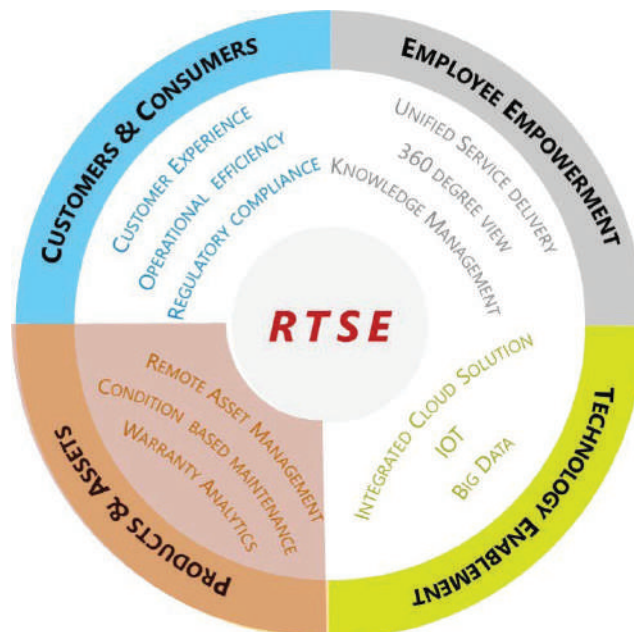 CUSTOMERS & CONSUMERS
CUSTOMER EXPERIENCE
OPERATIONAL EFFICIENCY
REGULATORY COMPLIANCE
EMPLOYEE EMPOWERMENT
UNIFIED SERVICE DELIVERY
360 DEGREE VIEW
KNOWLEDGE MANAGEMENT
RTSE
PRODUCTS & ASSETS
REMOTE ASSET MANAGEMENT
CONDITION BASED MAINTENANCE
WARRANTY ANALYTICS
TECHNOLOGY ENABLEMENT
INTEGRATED CLOUD SOLUTION
IOT
BIG DATA